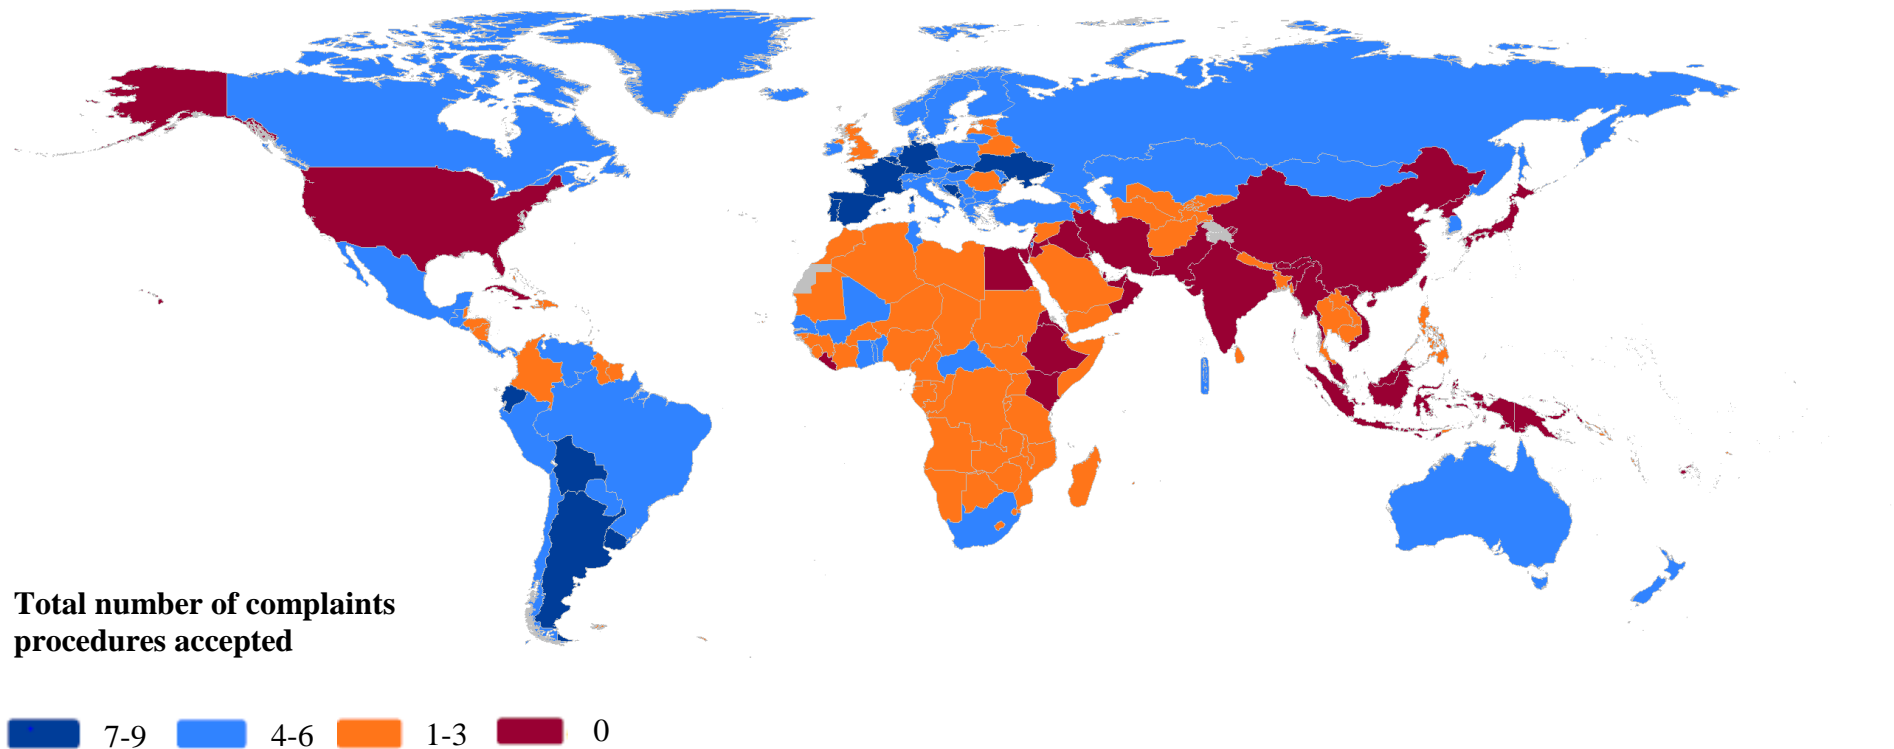 Total number of complaints
procedures accepted
7-9 4-6 1-3 0